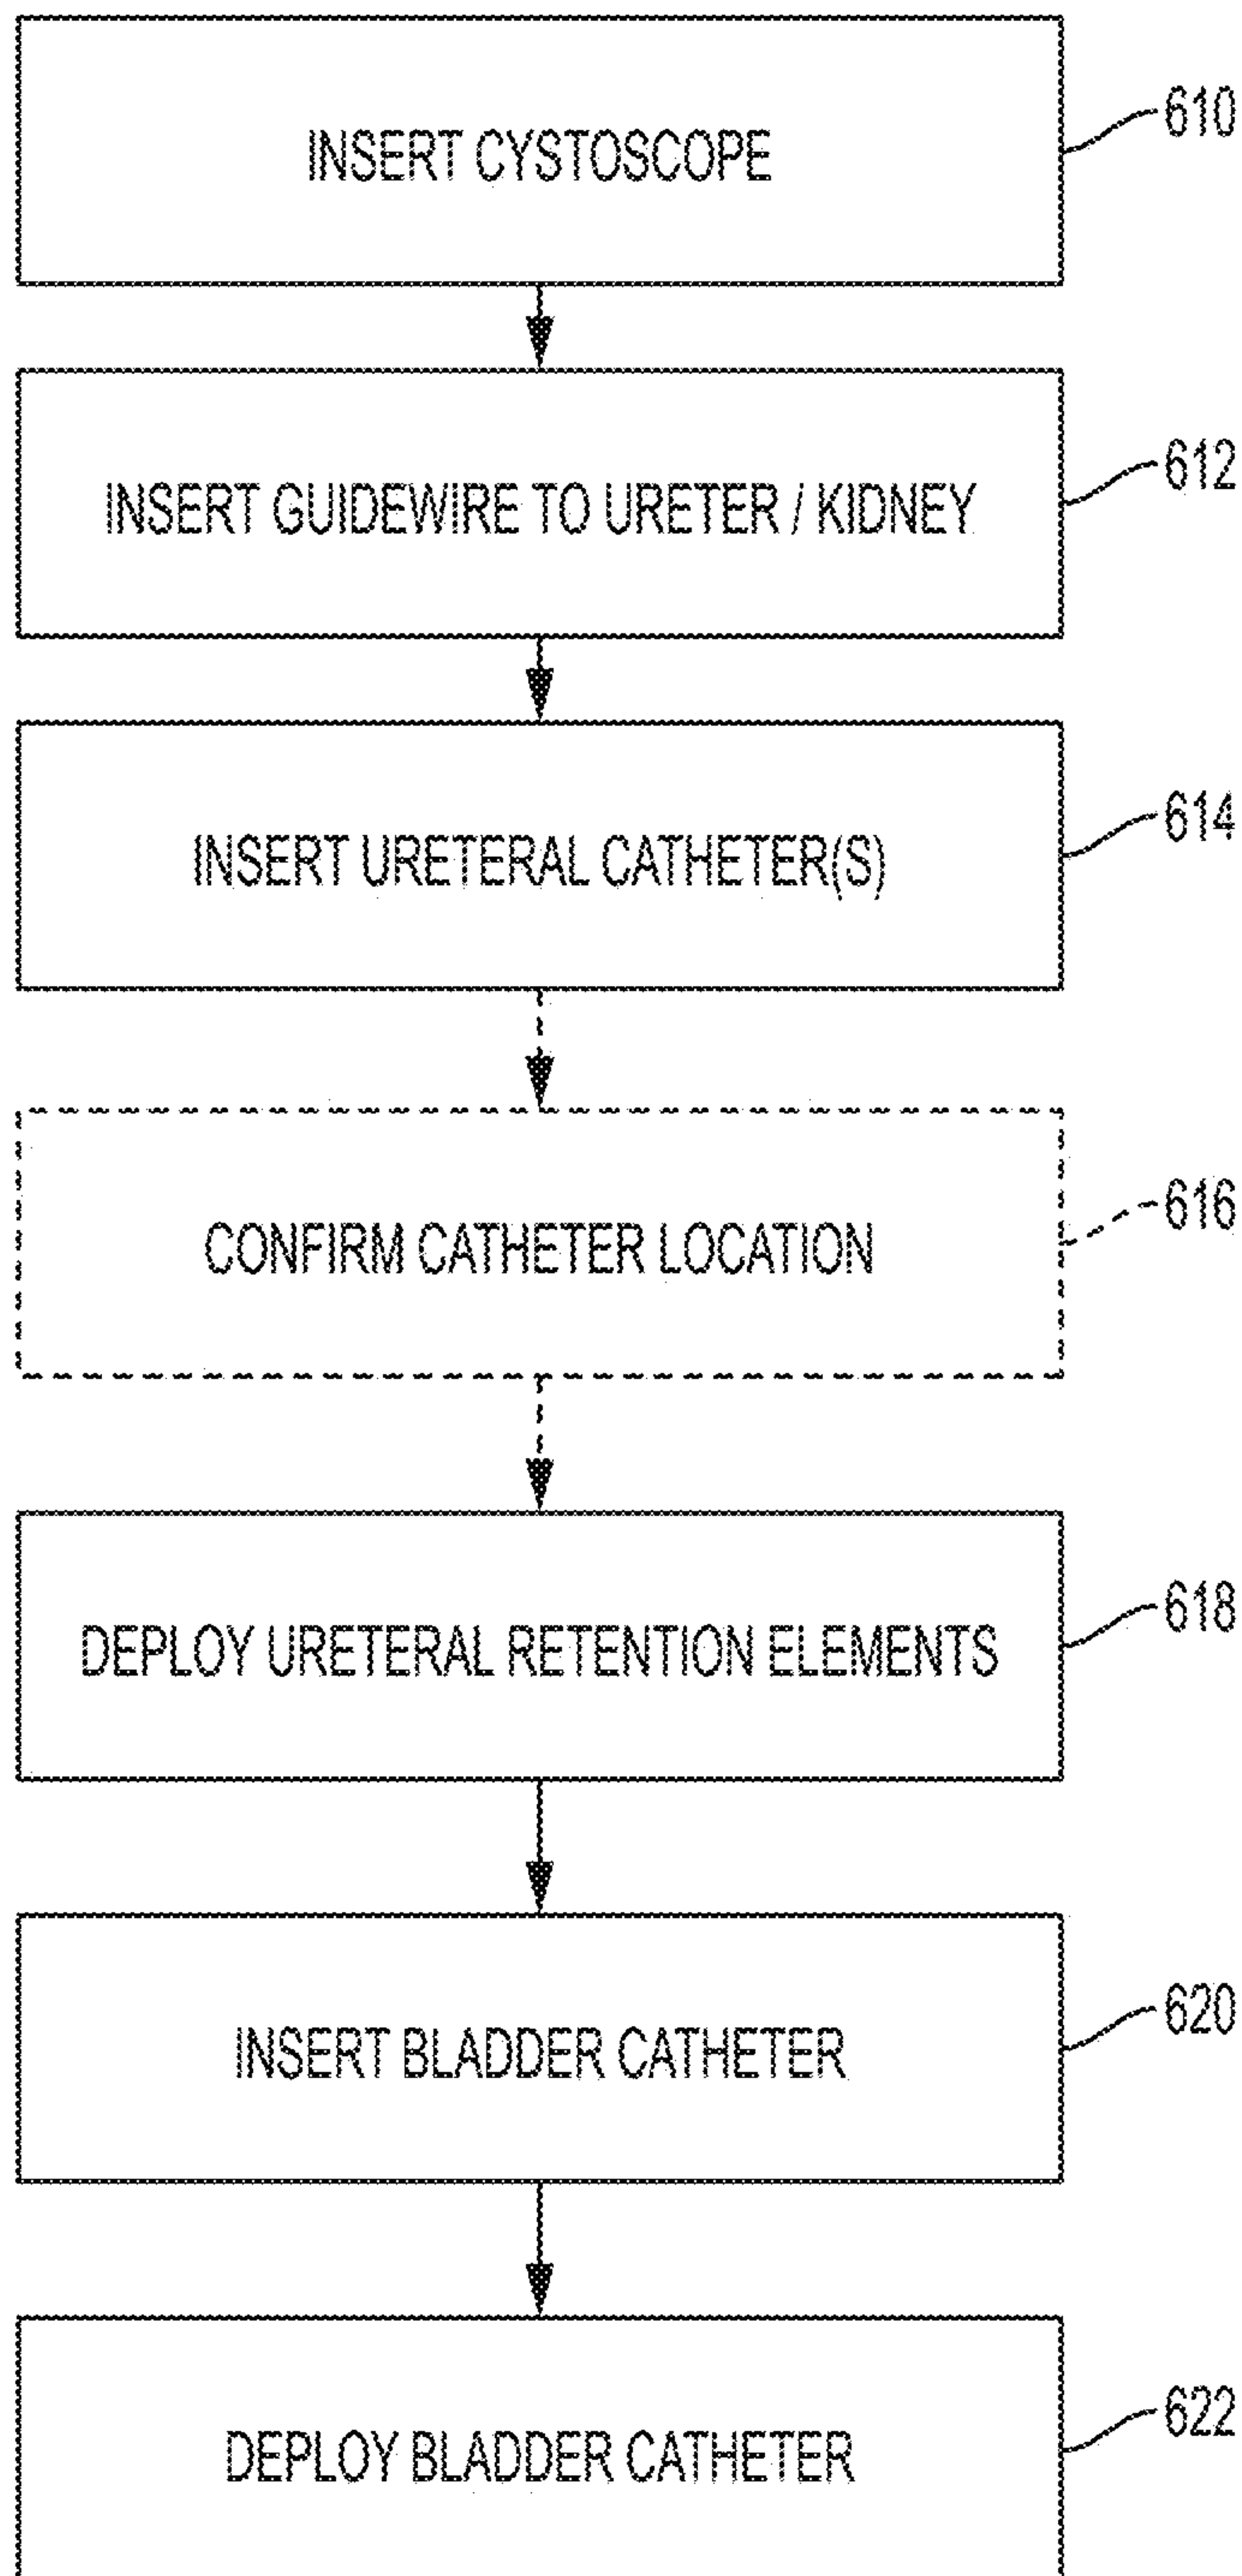 INSERT CYSTOSCOPE
610
INSERT GUIDEWIRE TO URETER / KIDNEY
612
INSERT URETERAL CATHETER(S)
614
CONFIRM CATHETER LOCATION
616
DEPLOY URETERAL RETENTION ELEMENTS
618
INSERT BLADDER CATHETER
620
DEPLOY BLADDER CATHETER
622